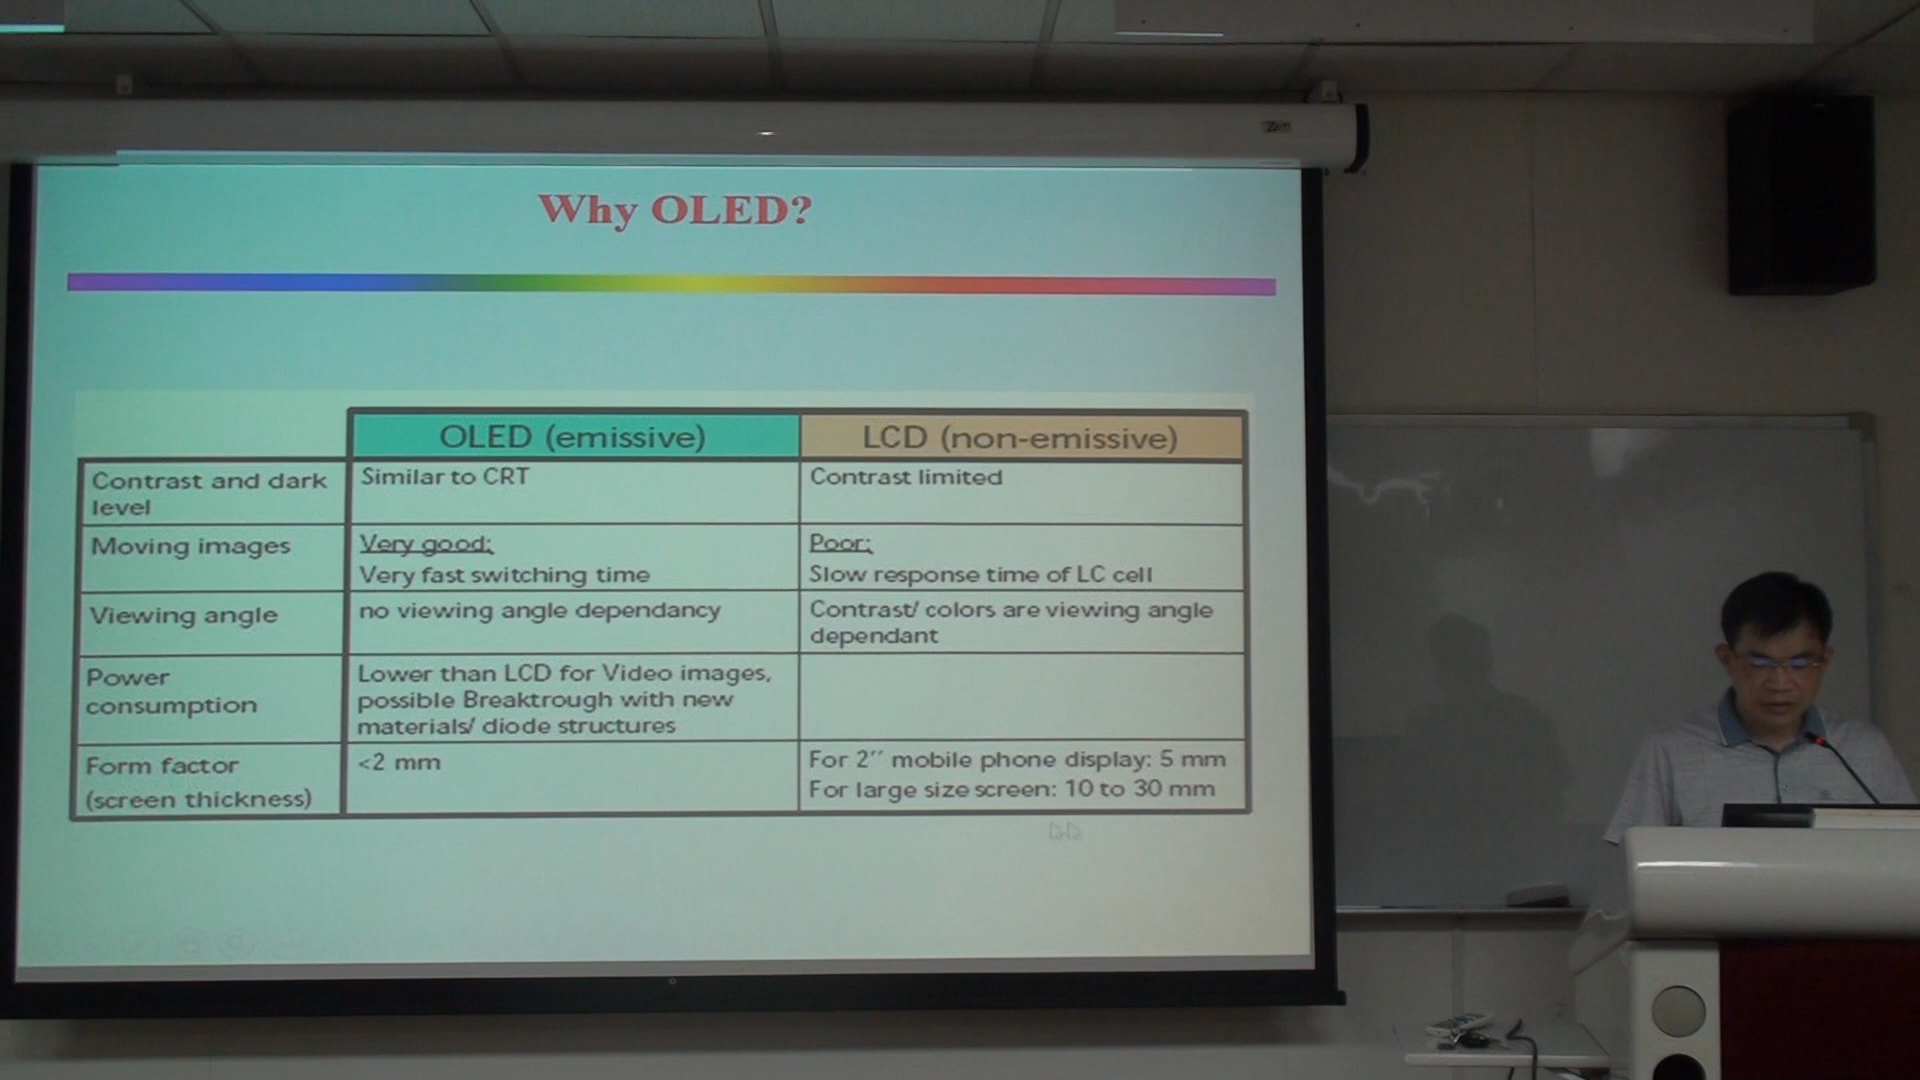 Why OLED?
OLED (emissive)
LCD (non-emissive)
Contrast and dark
level
Similar to CRT
Contrast limited
Moving images
Very good:
Very fast switching time
Poor:
Slow response time of LC cell
Viewing angle
no viewing angle dependancy
Contrast/ colors are viewing angle
dependant
Power
consumption
Lower than LCD for Video images,
possible Breaktrough with new
materials/ diode structures
Form factor
(screen thickness)
<2 mm
For 2’’ mobile phone display: 5 mm
For large size screen: 10 to 30 mm